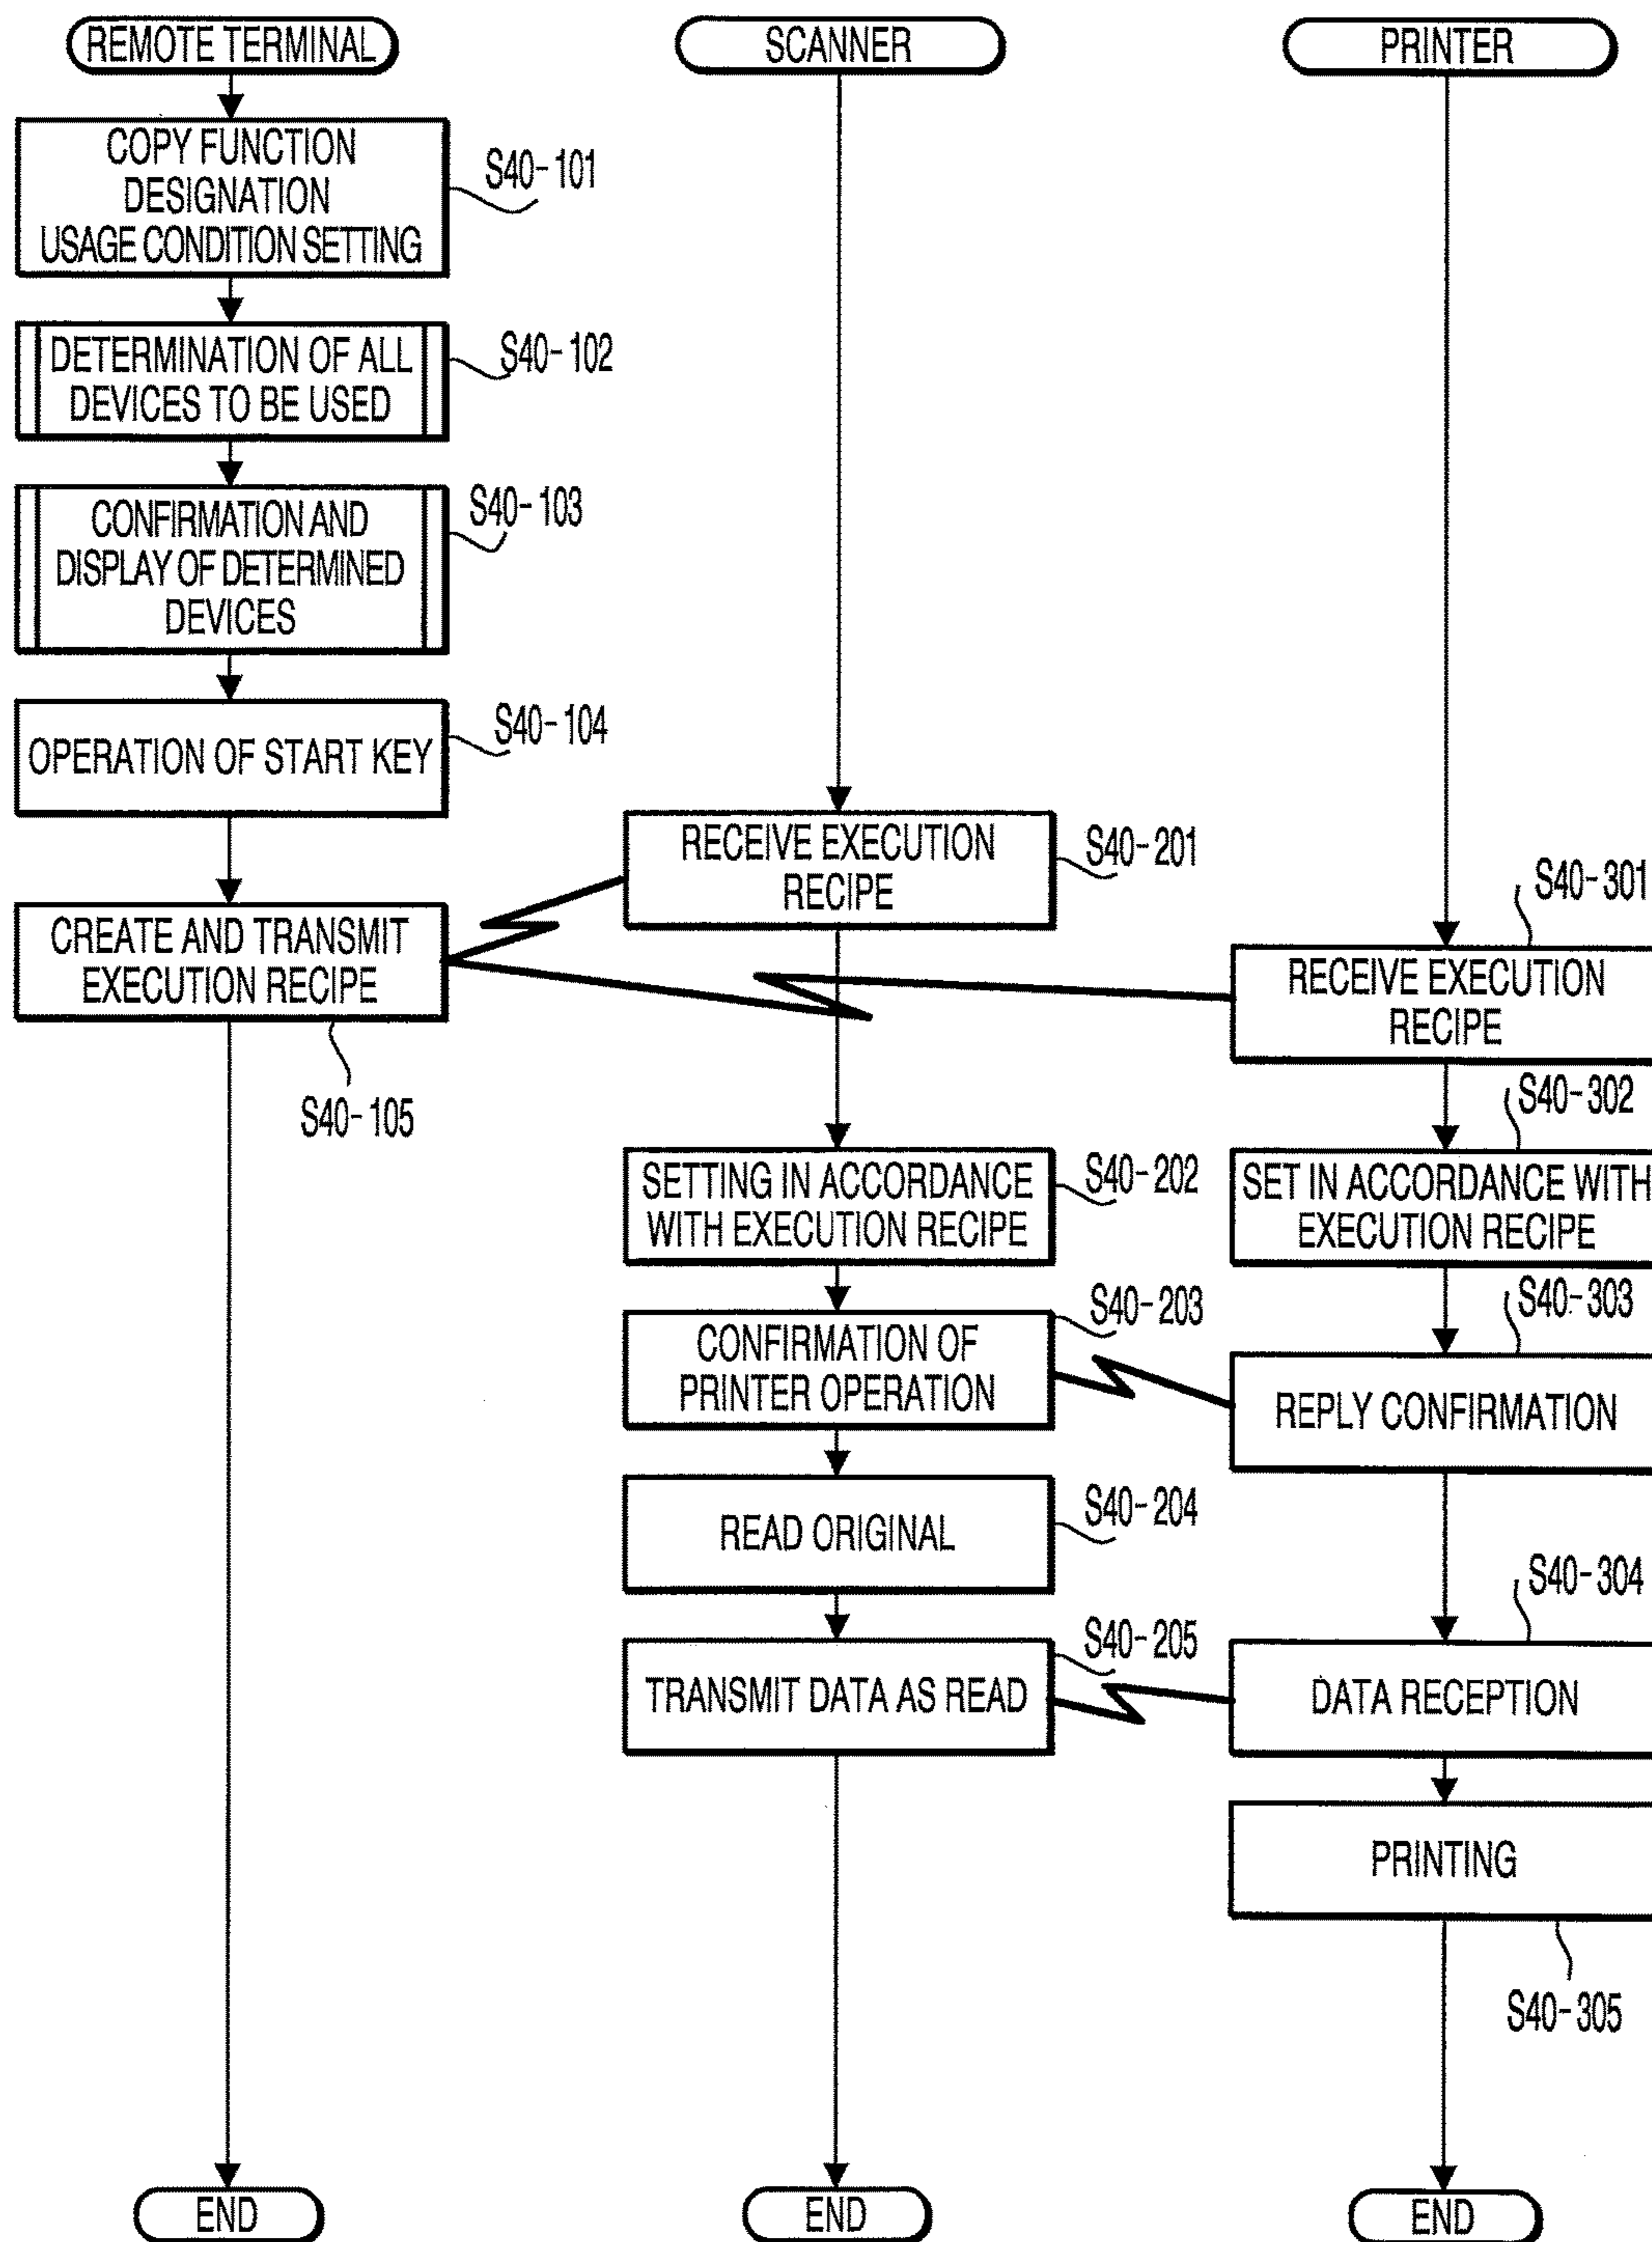 REMOTE TERMINAL
COPY FUNCTION
DESIGNATION
USAGE CONDITION SETTING
S40-101
DETERMINATION OF ALL
DEVICES TO BE USED
S40-102
CONFIRMATION AND
DISPLAY OF DETERMINED
DEVICES
S40-103
OPERATION OF START KEY
S40-104
CREATE AND TRANSMIT
EXECUTION RECIPE
S40-105
END
SCANNER
RECEIVE EXECUTION
RECIPE
S40-201
SETTING IN ACCORDANCE
WITH EXECUTION RECIPE
S40-202
CONFIRMATION OF
PRINTER OPERATION
S40-203
READ ORIGINAL
S40-204
TRANSMIT DATA AS READ
S40-205
END
PRINTER
S40-301
RECEIVE EXECUTION
RECIPE
S40-302
SET IN ACCORDANCE WITH
EXECUTION RECIPE
S40-303
REPLY CONFIRMATION
S40-304
DATA RECEPTION
PRINTING
S40-305
END